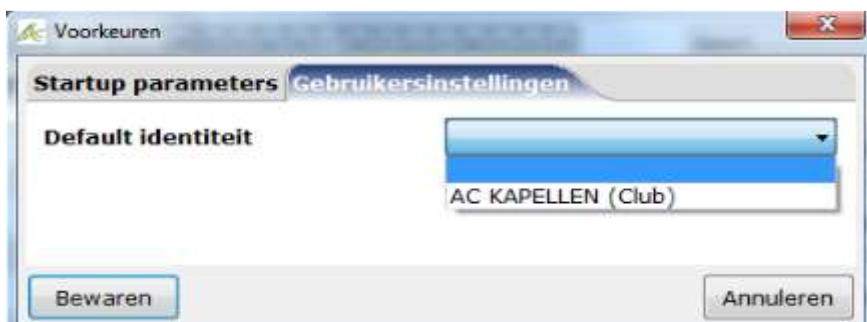 Voorkeuren
Startup parameters Gebruikersinstellingen
Default identiteit
AC KAPELLEN (Club)
Bewaren Annuleren